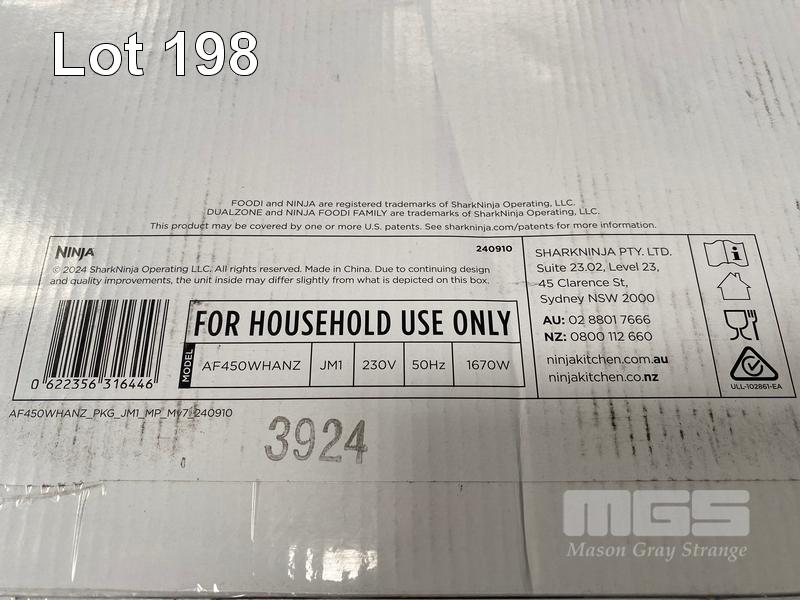 Lot 198
FOODI and NINJA are registered trademarks of SharkNinja Operating, LLC.
DUALZONE and NINJA FOODI FAMILY are trademarks of SharkNinja Operating, LLC.
This product may be covered by one or more U.S. patents. See sharkninja.com/patents for more information.
NINJA
240910
© 2024 SharkNinja Operating LLC. All rights reserved. Made in China. Due to continuing design
and quality improvements, the unit inside may differ slightly from what is depicted on this box.
0 622356 316446
FOR HOUSEHOLD USE ONLY
MODEL
AF450WHANZ JM1 230V 50Hz 1670W
SHARKNINJA PTY. LTD.
Suite 23.02, Level 23,
45 Clarence St,
Sydney NSW 2000
AU: 02 8801 7666
NZ: 0800 112 660
ninjakitchen.com.au
ninjakitchen.co.nz
ULL-102861-EA
AF450WHANZ_PKG_JM1_MP_Mv7_240910
3924
MGS
Mason Gray Strange